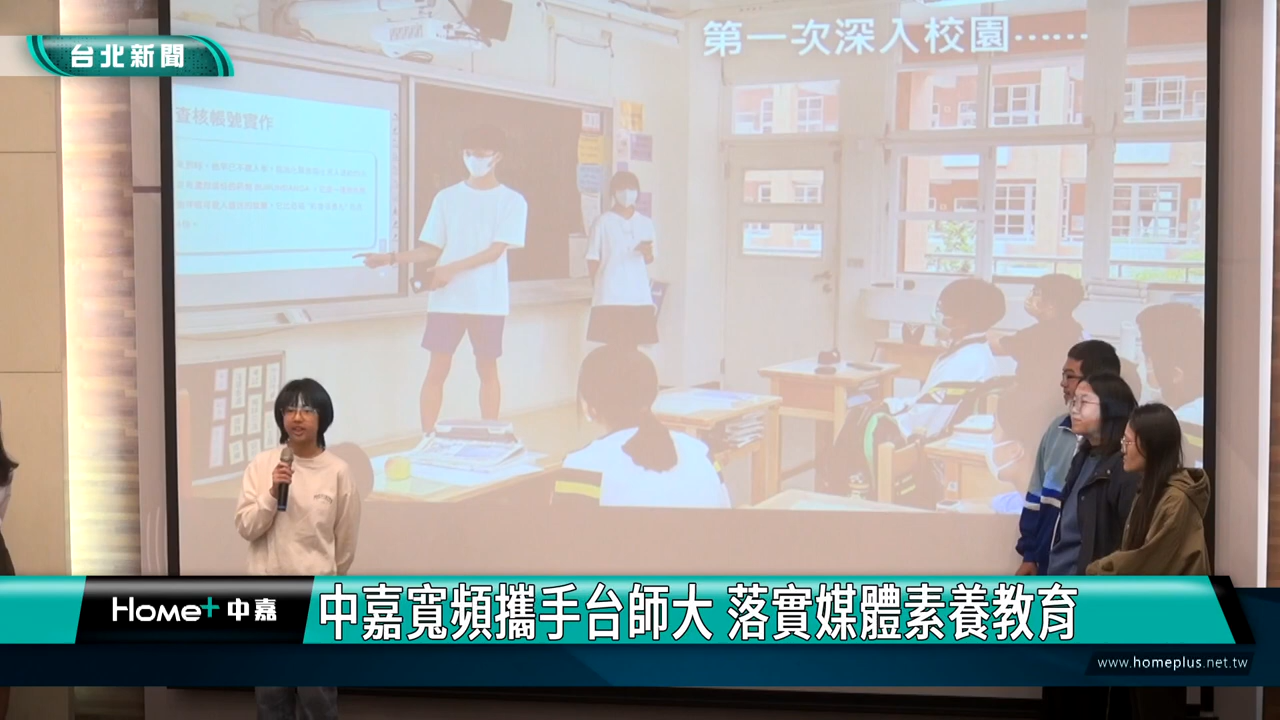 台北新聞
第一次深入校園……
查核帳號實作
Home+ 中嘉
中嘉寬頻攜手台師大 落實媒體素養教育
www.homeplus.net.tw